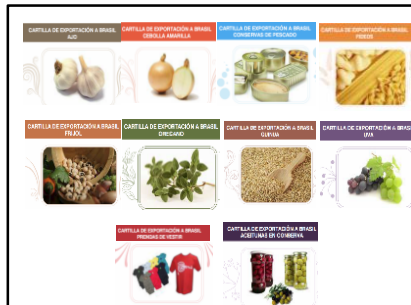 CARTILLA DE EXPORTACIÓN A BRASIL
AJO
CARTILLA DE EXPORTACIÓN A BRASIL
CEBOLLA AMARILLA
CARTILLA DE EXPORTACIÓN A BRASIL
CONSERVAS DE PESCADO
CARTILLA DE EXPORTACIÓN A BRASIL
FIDEOS
CARTILLA DE EXPORTACIÓN A BRASIL
FRIJOL
CARTILLA DE EXPORTACIÓN A BRASIL
OREGANO
CARTILLA DE EXPORTACIÓN A BRASIL
QUINUA
CARTILLA DE EXPORTACIÓN A BRASIL
UVA
CARTILLA DE EXPORTACIÓN A BRASIL
PRENDAS DE VESTIR
CARTILLA DE EXPORTACIÓN A BRASIL
ACEITUNAS EN CONSERVA